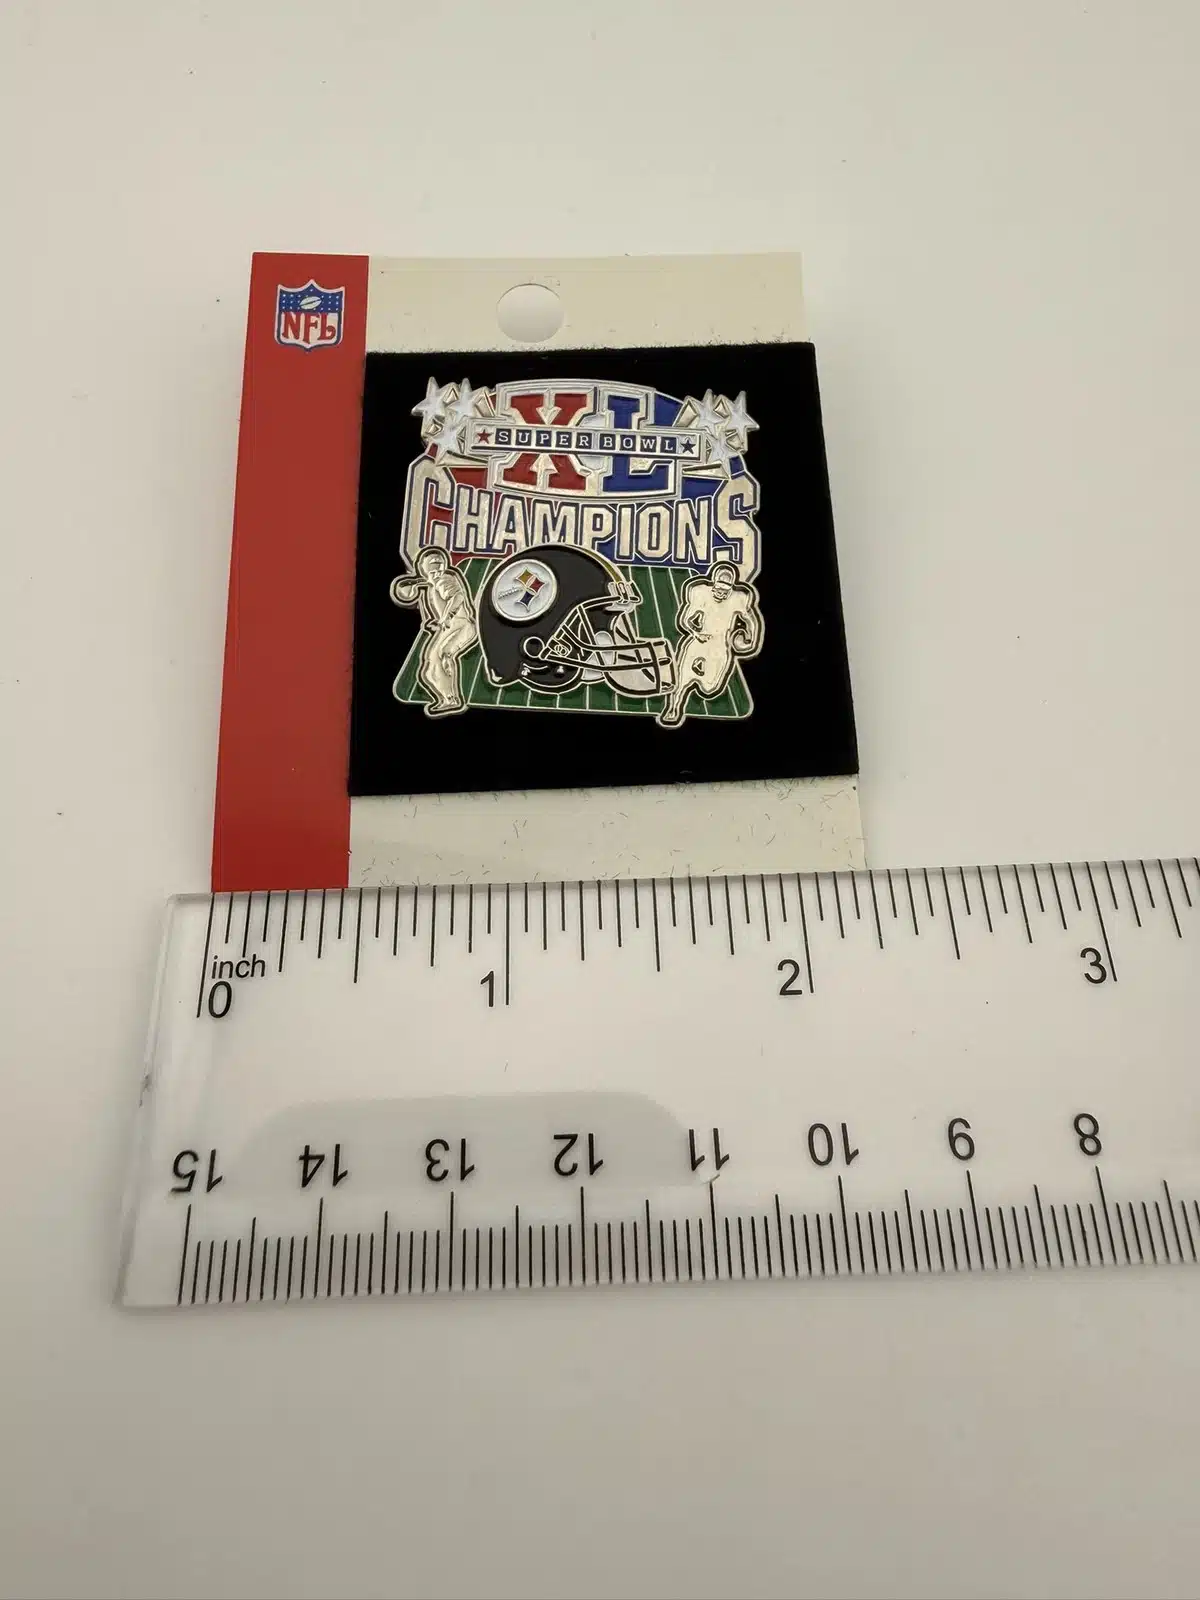 NFL
XL
★SUPER BOWL★
CHAMPIONS
inch
0 1 2 3
15 14 13 12 11 10 9 8